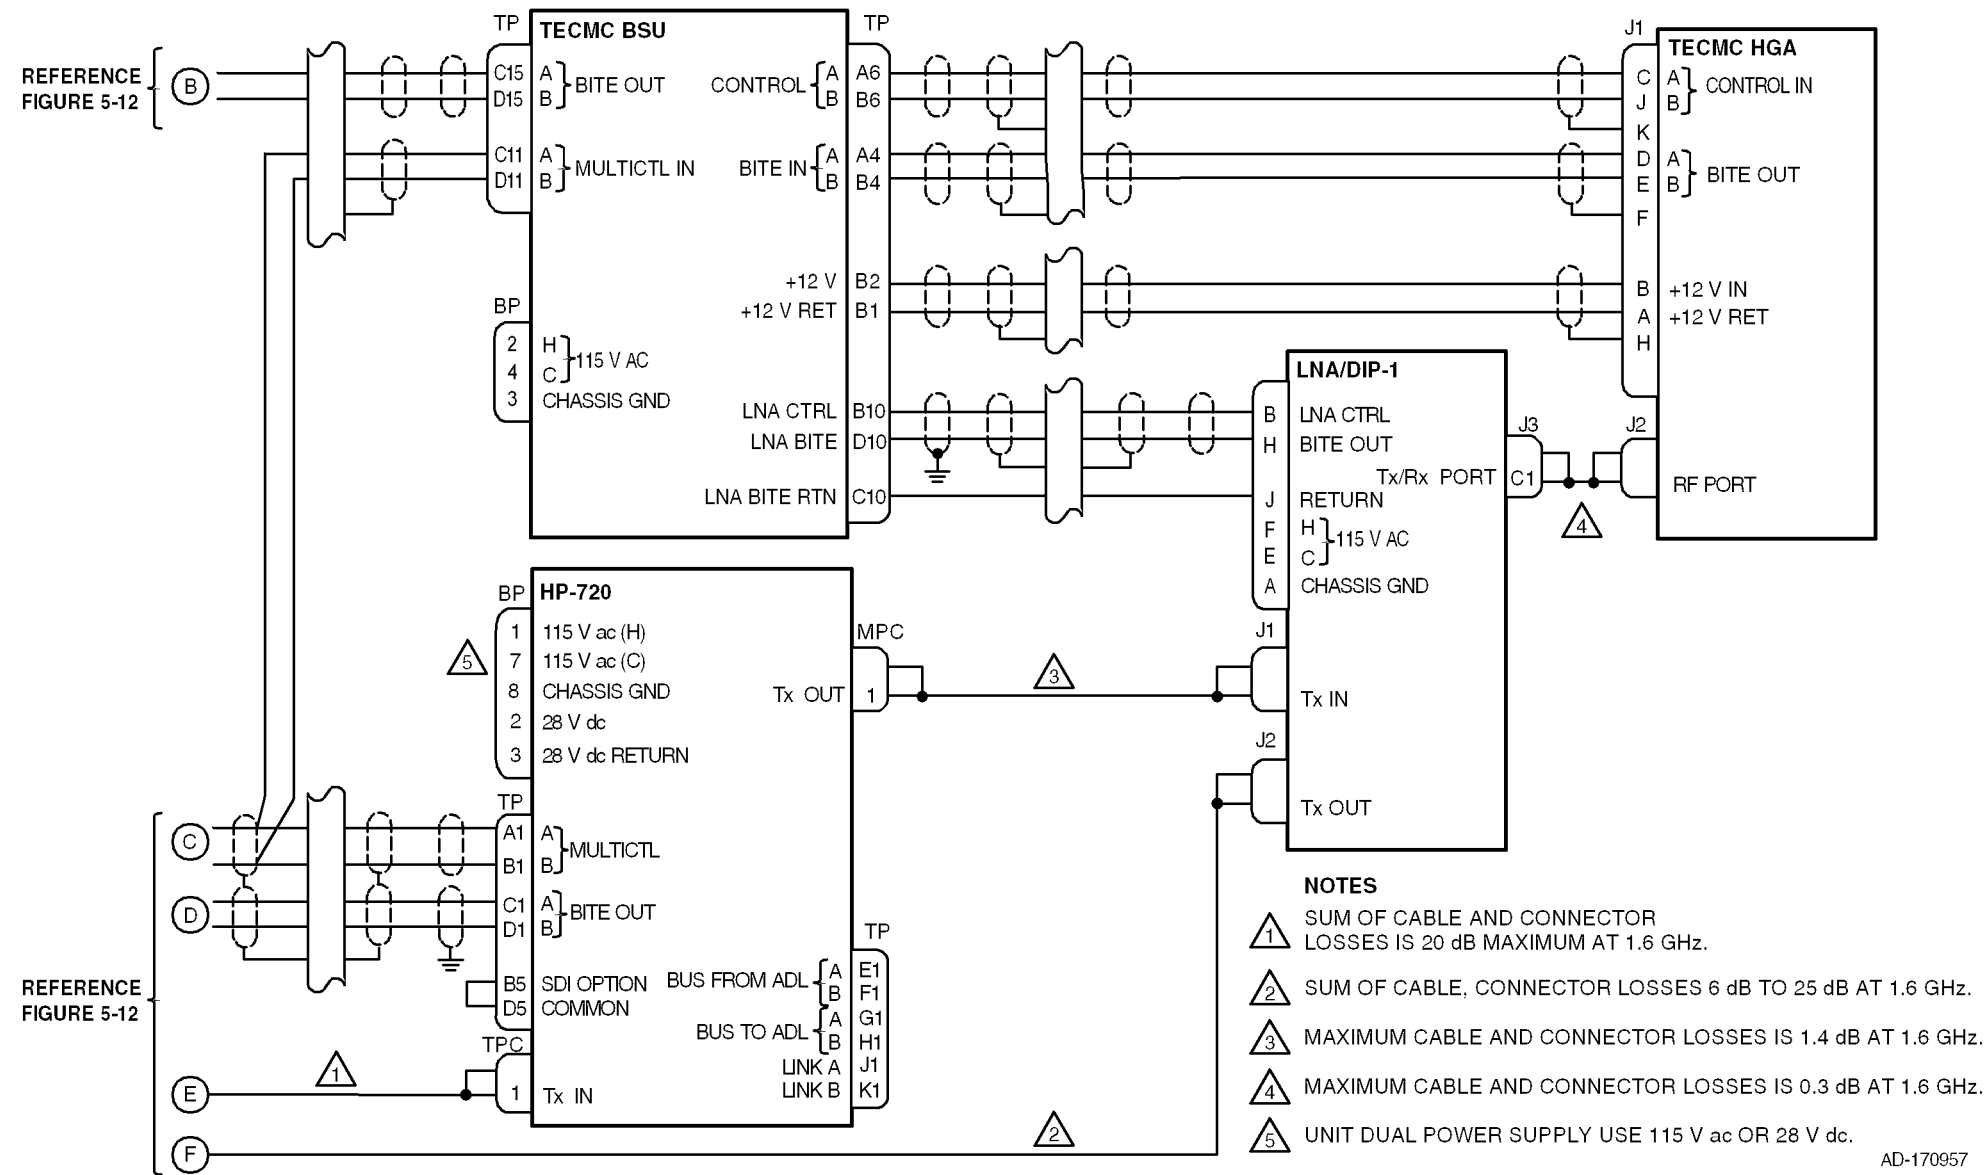 REFERENCE
FIGURE 5-12
B
TP
TECMC BSU
C15 A
D15 B
BITE OUT
C11 A
D11 B
MULTICTL IN
BP
2 H
4 C
115 V AC
3 CHASSIS GND
TP
CONTROL
A A6
B B6
BITE IN
A A4
B B4
+12 V B2
+12 V RET B1
LNA CTRL B10
LNA BITE D10
LNA BITE RTN C10
J1
TECMC HGA
C A
J B
CONTROL IN
K
D A
E B
BITE OUT
F
B +12 V IN
A +12 V RET
H
J2
RF PORT
LNA/DIP-1
B LNA CTRL
H BITE OUT
J3
Tx/Rx PORT C1
J RETURN
F H
E C
115 V AC
A CHASSIS GND
4
J1
Tx IN
J2
Tx OUT
BP
HP-720
5
1 115 V ac (H)
7 115 V ac (C)
8 CHASSIS GND
2 28 V dc
3 28 V dc RETURN
MPC
Tx OUT 1
3
TP
C
A1 A
B1 B
MULTICTL
D
C1 A
D1 B
BITE OUT
B5 SDI OPTION
D5 COMMON
REFERENCE
FIGURE 5-12
TPC
1
E
1 Tx IN
F
2
TP
BUS FROM ADL
A E1
B F1
BUS TO ADL
A G1
B H1
LINK A J1
LINK B K1
NOTES
1 SUM OF CABLE AND CONNECTOR
LOSSES IS 20 dB MAXIMUM AT 1.6 GHz.
2 SUM OF CABLE, CONNECTOR LOSSES 6 dB TO 25 dB AT 1.6 GHz.
3 MAXIMUM CABLE AND CONNECTOR LOSSES IS 1.4 dB AT 1.6 GHz.
4 MAXIMUM CABLE AND CONNECTOR LOSSES IS 0.3 dB AT 1.6 GHz.
5 UNIT DUAL POWER SUPPLY USE 115 V ac OR 28 V dc.
AD-170957